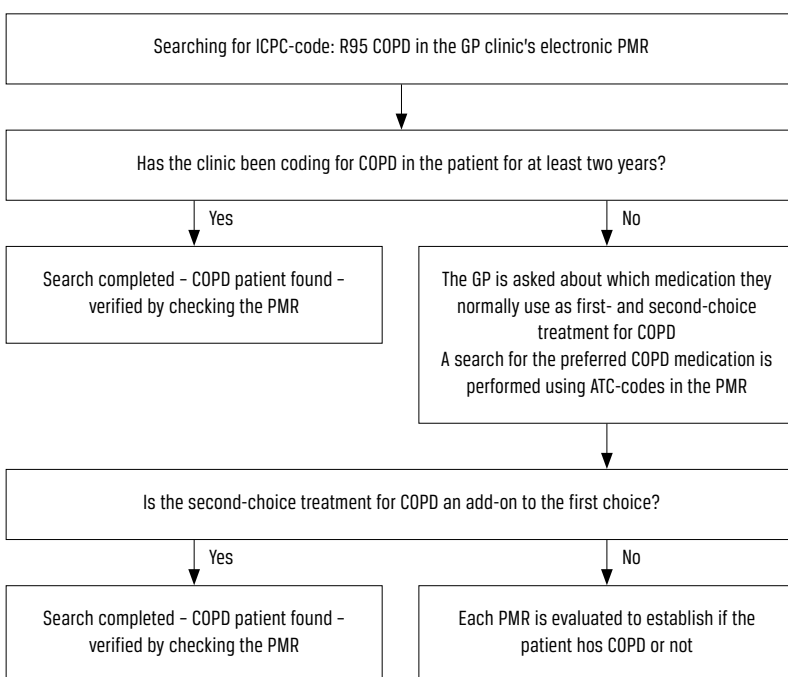 Searching for ICPC-code: R95 COPD in the GP clinic's electronic PMR
Has the clinic been coding for COPD in the patient for at least two years?
Yes
No
Search completed – COPD patient found –
verified by checking the PMR
The GP is asked about which medication they
normally use as first- and second-choice
treatment for COPD
A search for the preferred COPD medication is
performed using ATC-codes in the PMR
Is the second-choice treatment for COPD an add-on to the first choice?
Yes
No
Search completed – COPD patient found –
verified by checking the PMR
Each PMR is evaluated to establish if the
patient hos COPD or not